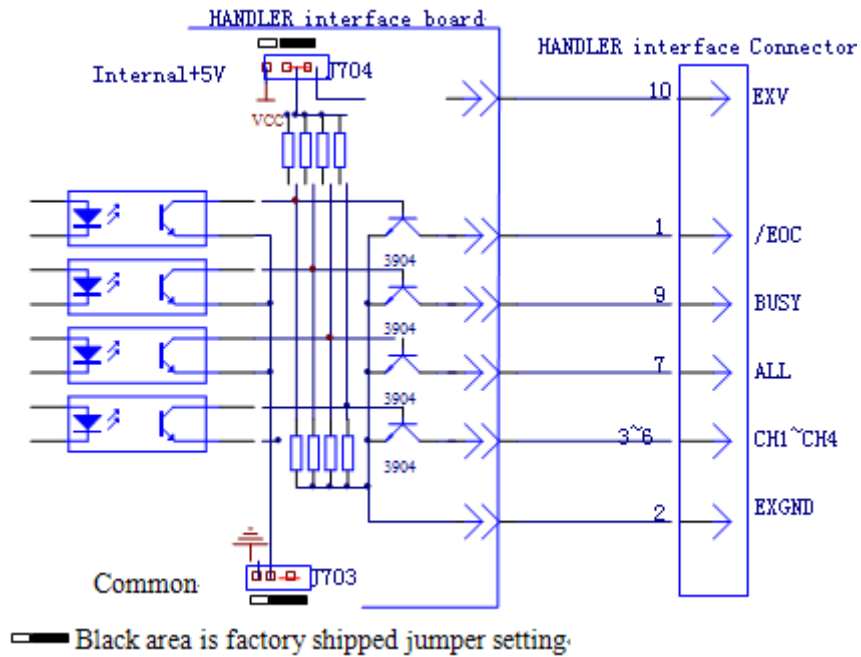 HANDLER interface board
HANDLER interface Connector
J704
Internal+5V
VCC
10 EXV
1 /EOC
3904
9 BUSY
3904
7 ALL
3904
3~6 CH1~CH4
3904
2 EXGND
J703
Common
Black area is factory shipped jumper setting